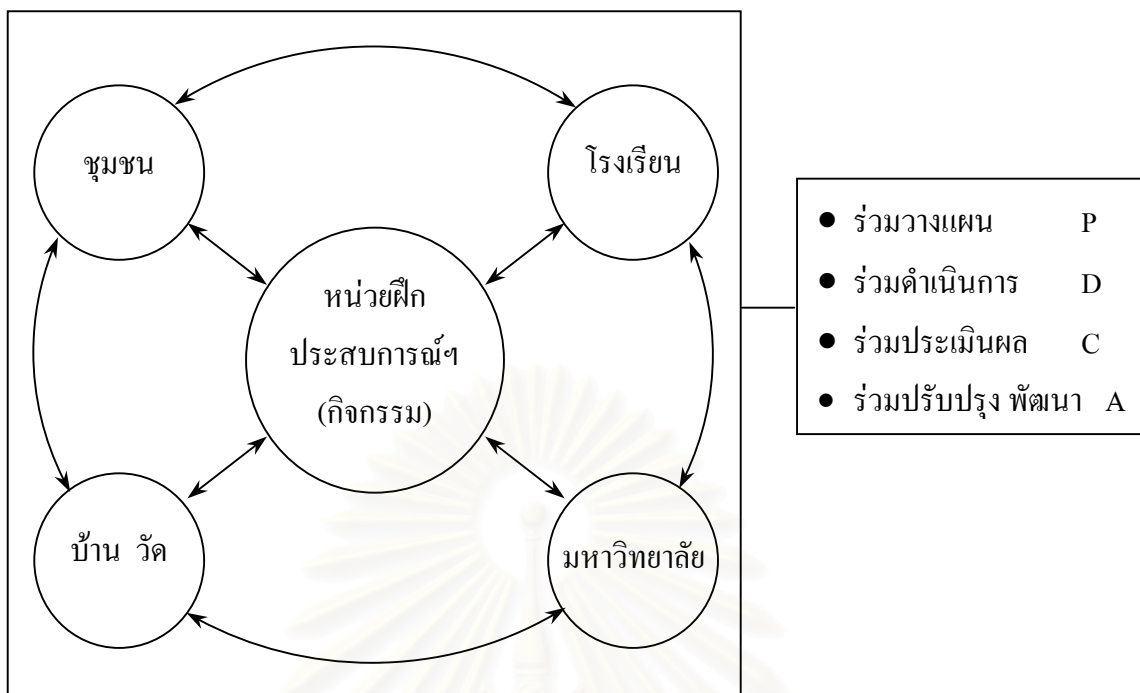 ชุมชน
โรงเรียน
หน่วยฝึก
ประสบการณ์ฯ
(กิจกรรม)
บ้าน วัด
มหาวิทยาลัย
● ร่วมวางแผน P
● ร่วมดำเนินการ D
● ร่วมประเมินผล C
● ร่วมปรับปรุง พัฒนา A